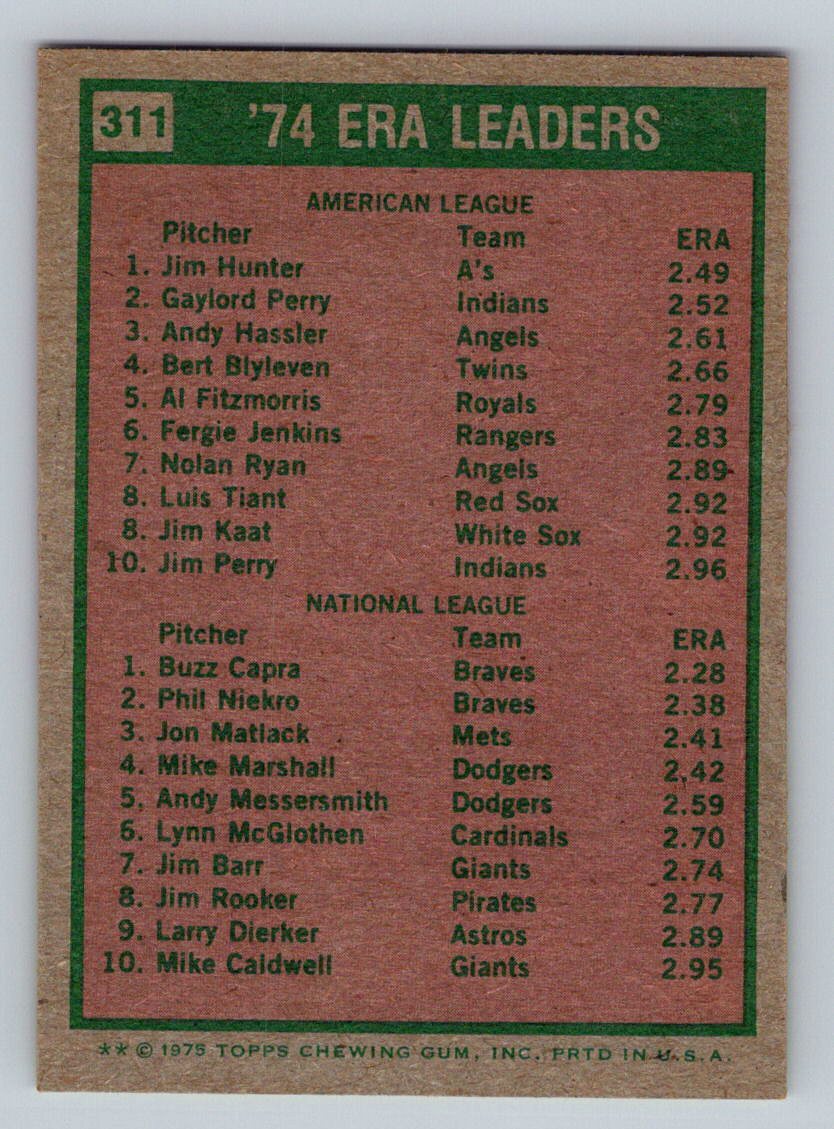 311 '74 ERA LEADERS
AMERICAN LEAGUE
Pitcher Team ERA
1. Jim Hunter A's 2.49
2. Gaylord Perry Indians 2.52
3. Andy Hassler Angels 2.61
4. Bert Blyleven Twins 2.66
5. Al Fitzmorris Royals 2.79
6. Fergie Jenkins Rangers 2.83
7. Nolan Ryan Angels 2.89
8. Luis Tiant Red Sox 2.92
8. Jim Kaat White Sox 2.92
10. Jim Perry Indians 2.96
NATIONAL LEAGUE
Pitcher Team ERA
1. Buzz Capra Braves 2.28
2. Phil Niekro Braves 2.38
3. Jon Matlack Mets 2.41
4. Mike Marshall Dodgers 2.42
5. Andy Messersmith Dodgers 2.59
6. Lynn McGlothen Cardinals 2.70
7. Jim Barr Giants 2.74
8. Jim Rooker Pirates 2.77
9. Larry Dierker Astros 2.89
10. Mike Caldwell Giants 2.95
** © 1975 TOPPS CHEWING GUM, INC. PRTD IN U.S.A.